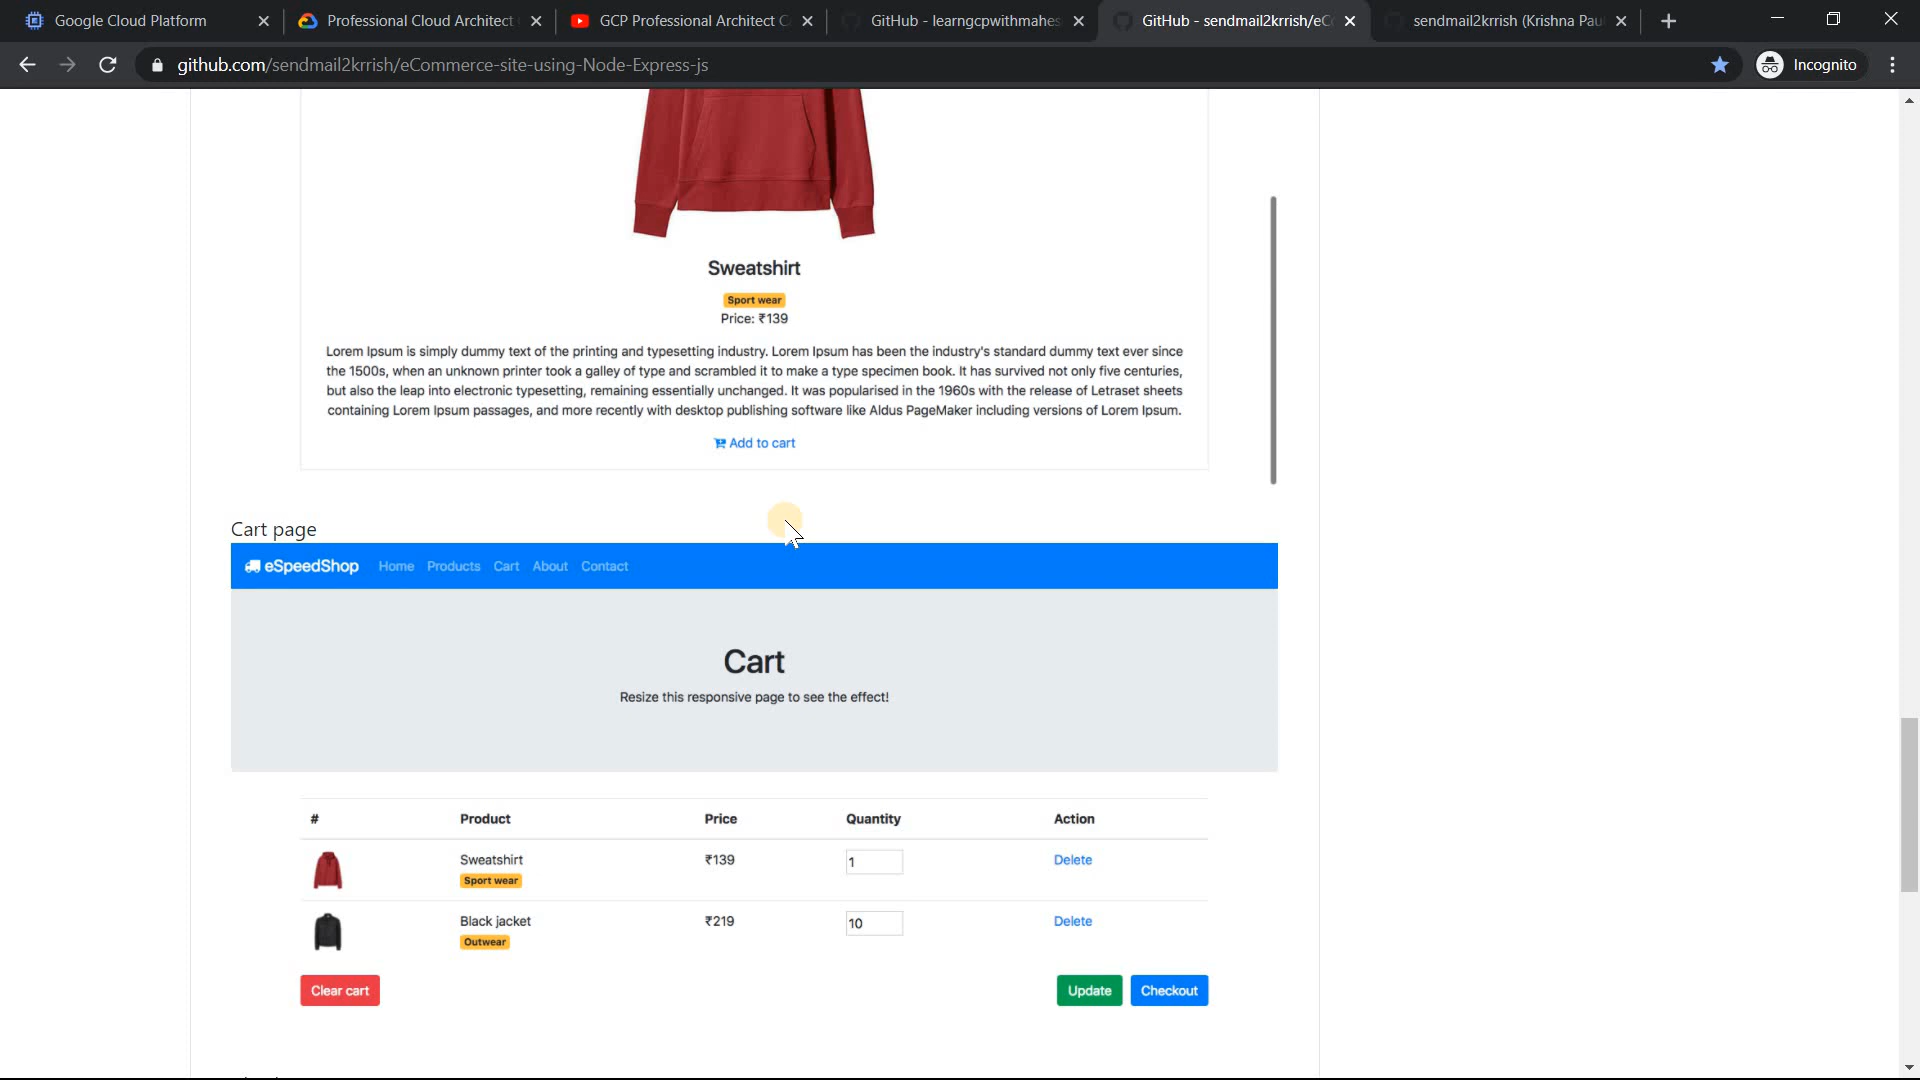 Google Cloud Platform
Professional Cloud Architect
GCP Professional Architect C
GitHub - learngcpwithmahes
GitHub - sendmail2krrish/eC
sendmail2krrish (Krishna Pau
github.com/sendmail2krrish/eCommerce-site-using-Node-Express-js
Incognito
Sweatshirt
Sport wear
Price: ₹139
Lorem Ipsum is simply dummy text of the printing and typesetting industry. Lorem Ipsum has been the industry's standard dummy text ever since
the 1500s, when an unknown printer took a galley of type and scrambled it to make a type specimen book. It has survived not only five centuries,
but also the leap into electronic typesetting, remaining essentially unchanged. It was popularised in the 1960s with the release of Letraset sheets
containing Lorem Ipsum passages, and more recently with desktop publishing software like Aldus PageMaker including versions of Lorem Ipsum.
Add to cart
Cart page
eSpeedShop Home Products Cart About Contact
Cart
Resize this responsive page to see the effect!
# Product Price Quantity Action
Sweatshirt ₹139 1 Delete
Sport wear
Black jacket ₹219 10 Delete
Outwear
Clear cart Update Checkout